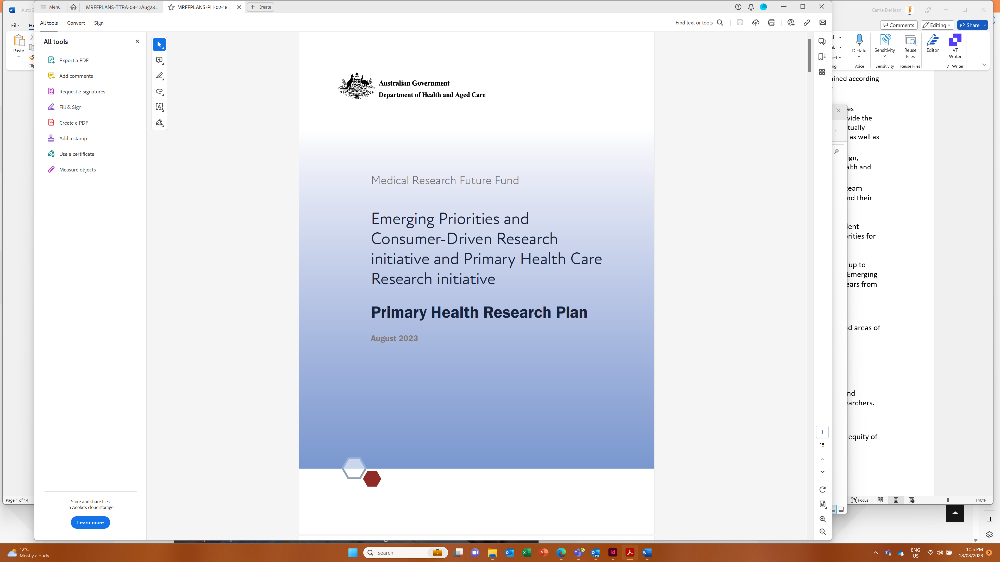 AutoS
Carrie DeHaan
File
Ho
Comments
Editing
Share
Paste
Clip
Menu
MRFFPLANS-TTRA-03-17Aug23...
MRFFPLANS-PH-02-18...
Create
All tools
Convert
Sign
Find text or tools
All tools
Export a PDF
Add comments
Request e-signatures
Fill & Sign
Create a PDF
Add a stamp
Use a certificate
Measure objects
Store and share files
in Adobe's cloud storage
Learn more
AUSTRALIA
Australian Government
Department of Health and Aged Care
Medical Research Future Fund
Emerging Priorities and
Consumer-Driven Research
initiative and Primary Health Care
Research initiative
Primary Health Research Plan
August 2023
1
15
Dictate
Sensitivity
Reuse
Files
Editor
VT
Writer
Voice
Sensitivity
Reuse Files
VT Writer
ined according
c
es
vide the
tually
as well as
ign,
alth and
eam
nd their
ent
rities for
up to
Emerging
ears from
d areas of
nd
earchers.
equity of
Page 1 of 14
Focus
140%
12°C
Mostly cloudy
Search
ENG
US
1:15 PM
18/08/2023
2